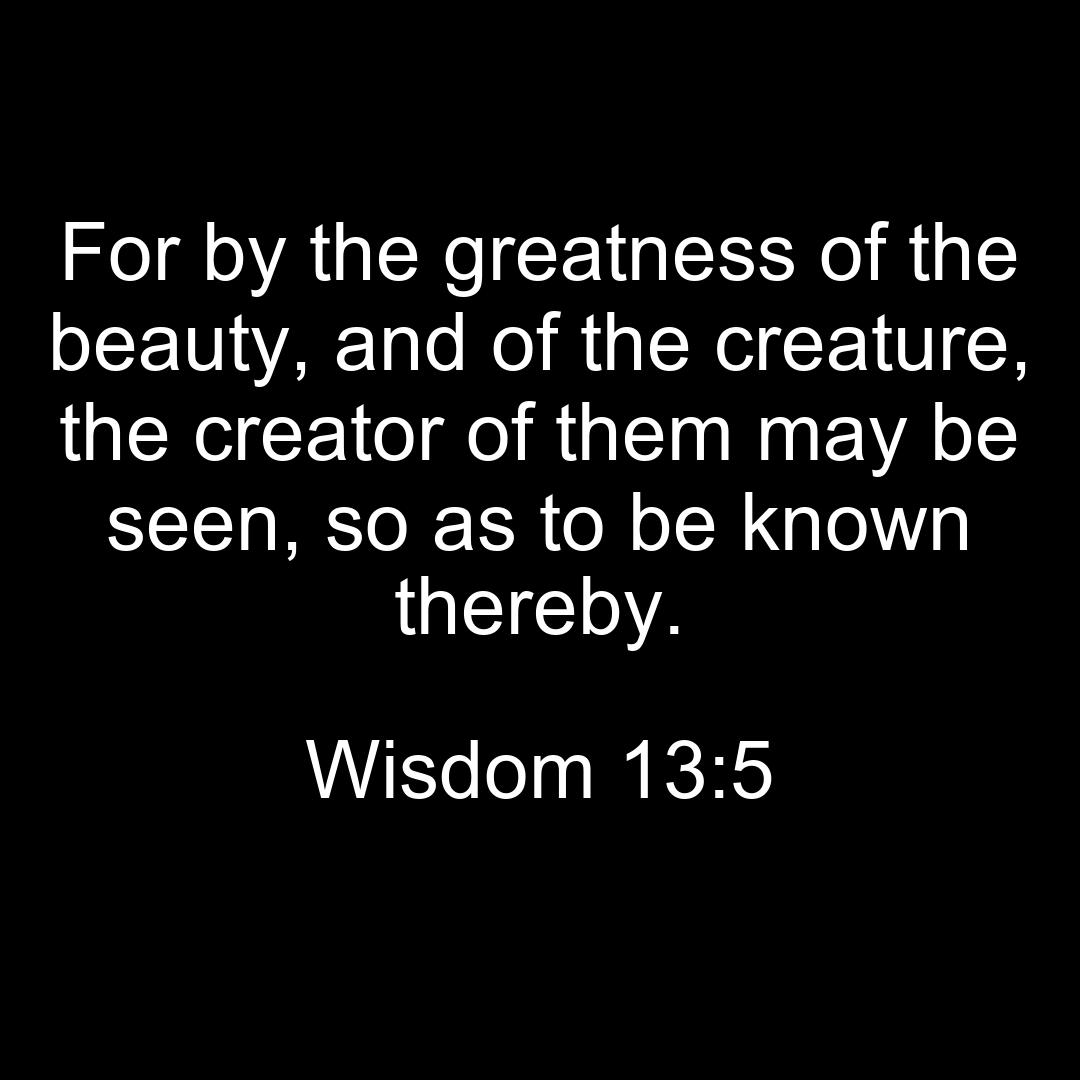 For by the greatness of the
beauty, and of the creature,
the creator of them may be
seen, so as to be known
thereby.
Wisdom 13:5